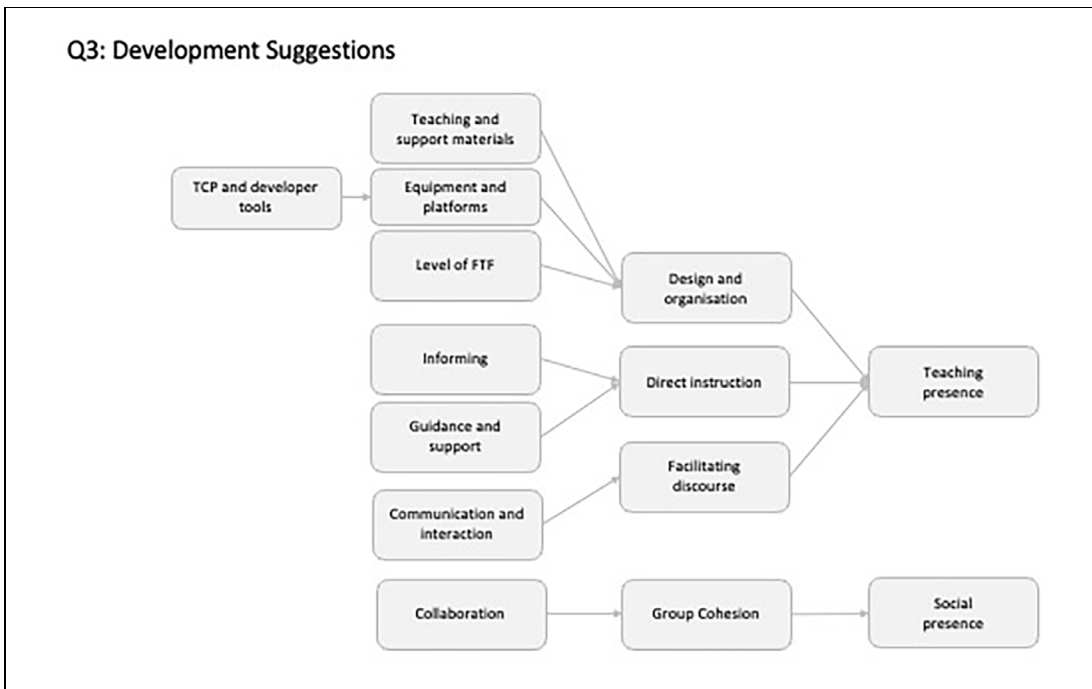 Q3: Development Suggestions
Teaching and
support materials
TCP and developer
tools
Equipment and
platforms
Level of FTF
Design and
organisation
Informing
Direct instruction
Teaching
presence
Guidance and
support
Facilitating
discourse
Communication and
interaction
Collaboration
Group Cohesion
Social
presence